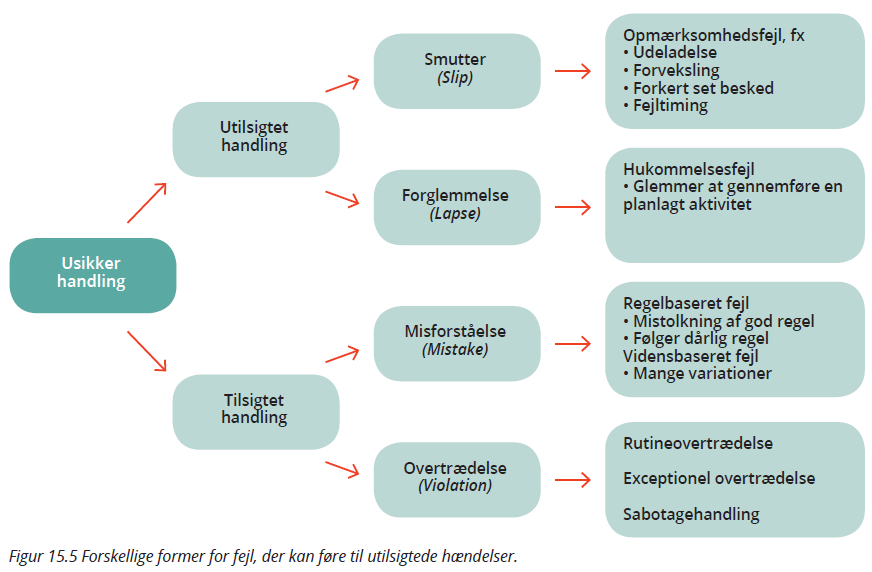 Usikker
handling
Utilsigtet
handling
Smutter
(Slip)
Opmærksomhedsfejl, fx
• Udeladelse
• Forveksling
• Forkert set besked
• Fejltiming
Forglemmelse
(Lapse)
Hukommelsesfejl
• Glemmer at gennemføre en
planlagt aktivitet
Tilsigtet
handling
Misforståelse
(Mistake)
Regelbaseret fejl
• Mistolkning af god regel
• Følger dårlig regel
Vidensbaseret fejl
• Mange variationer
Overtrædelse
(Violation)
Rutineovertrædelse
Exceptionel overtrædelse
Sabotagehandling
Figur 15.5 Forskellige former for fejl, der kan føre til utilsigtede hændelser.